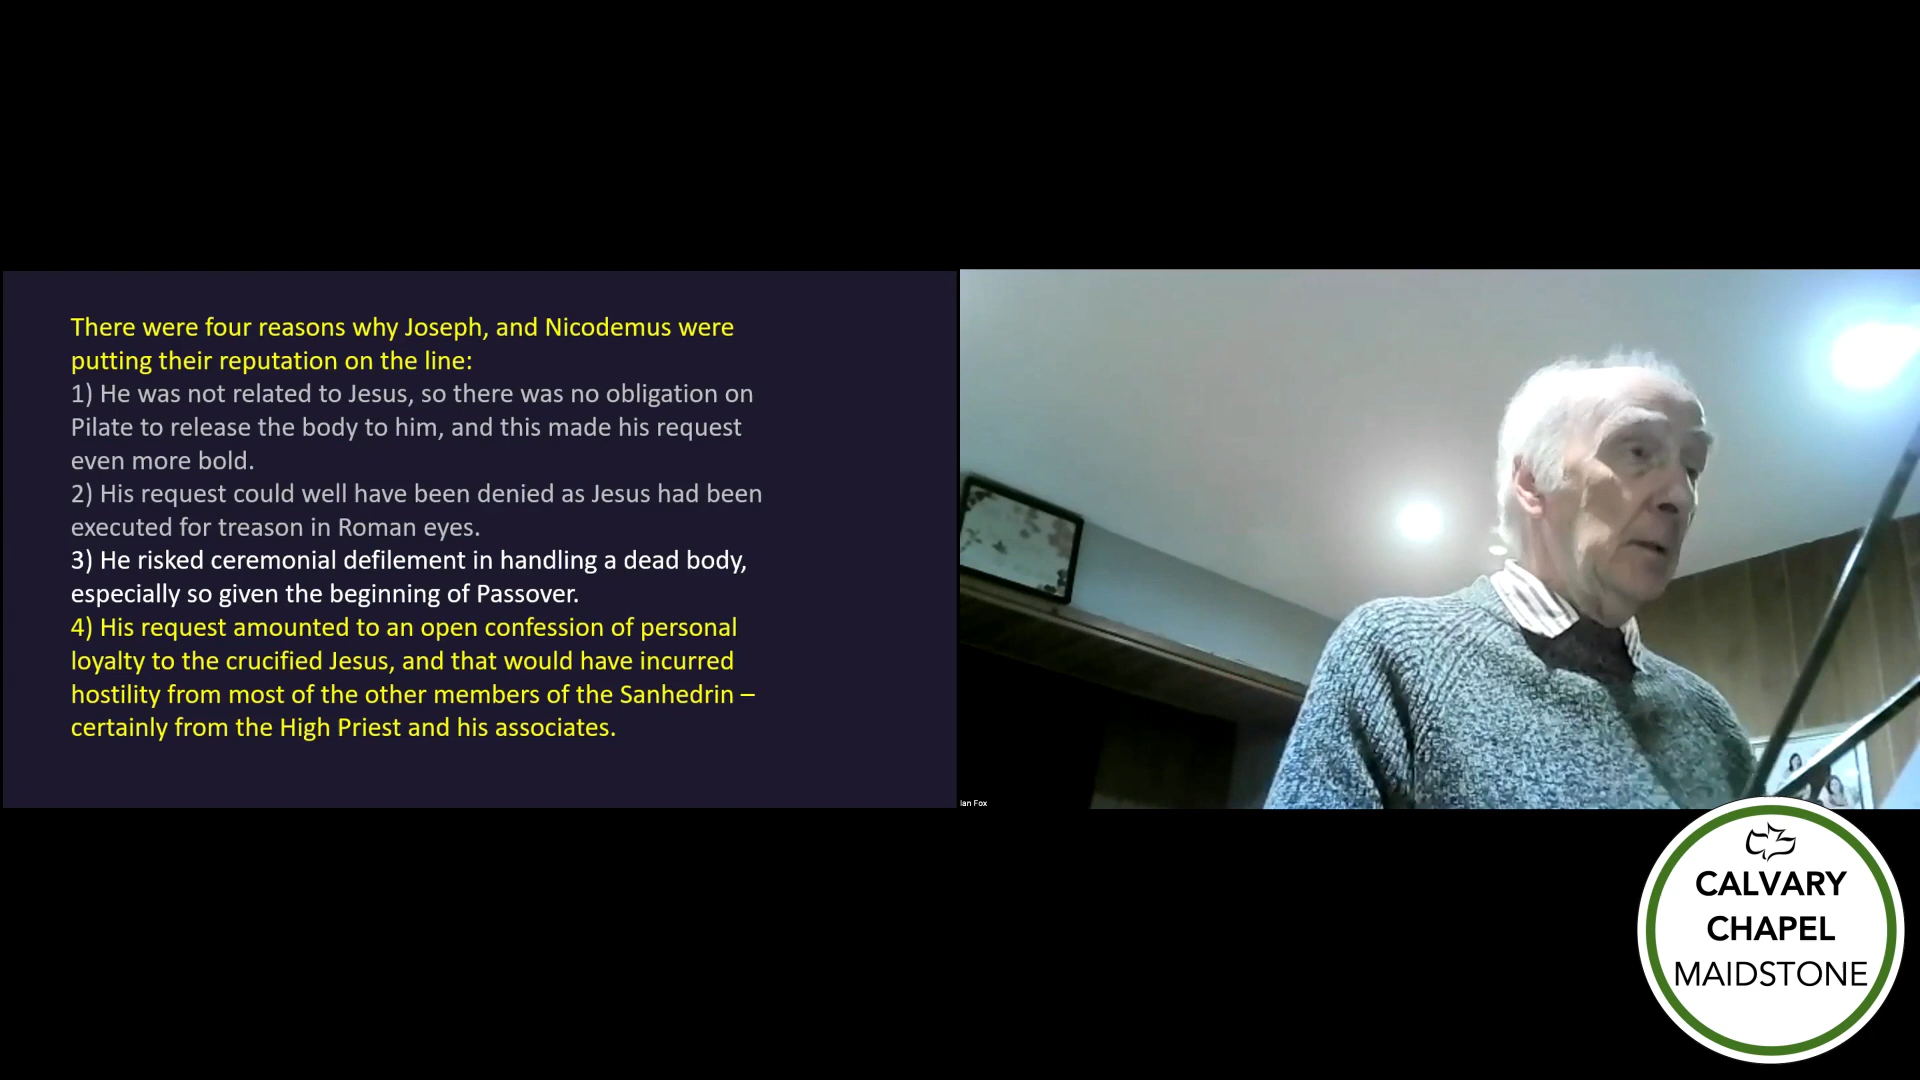 There were four reasons why Joseph, and Nicodemus were
putting their reputation on the line:
1) He was not related to Jesus, so there was no obligation on
Pilate to release the body to him, and this made his request
even more bold.
2) His request could well have been denied as Jesus had been
executed for treason in Roman eyes.
3) He risked ceremonial defilement in handling a dead body,
especially so given the beginning of Passover.
4) His request amounted to an open confession of personal
loyalty to the crucified Jesus, and that would have incurred
hostility from most of the other members of the Sanhedrin –
certainly from the High Priest and his associates.
Ian Fox
CALVARY
CHAPEL
MAIDSTONE